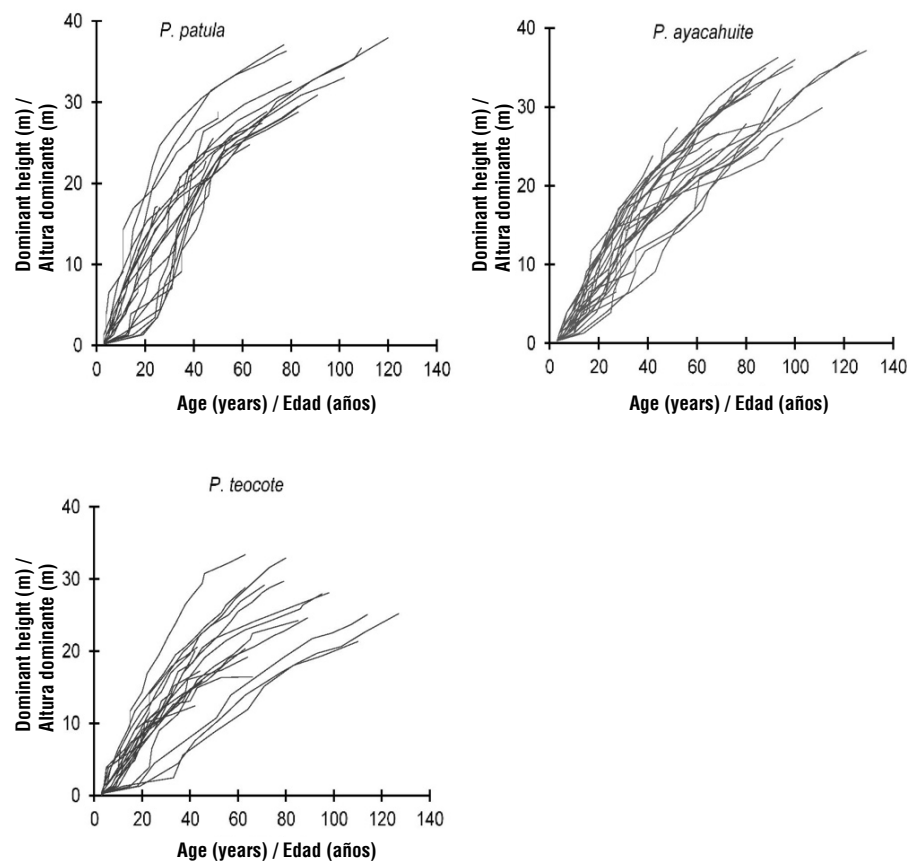 P. patula
Dominant height (m) /
Altura dominante (m)
40
30
20
10
0
0 20 40 60 80 100 120 140
Age (years) / Edad (años)
P. ayacahuite
Dominant height (m) /
Altura dominante (m)
40
30
20
10
0
0 20 40 60 80 100 120 140
Age (years) / Edad (años)
P. teocote
Dominant height (m) /
Altura dominante (m)
40
30
20
10
0
0 20 40 60 80 100 120 140
Age (years) / Edad (años)